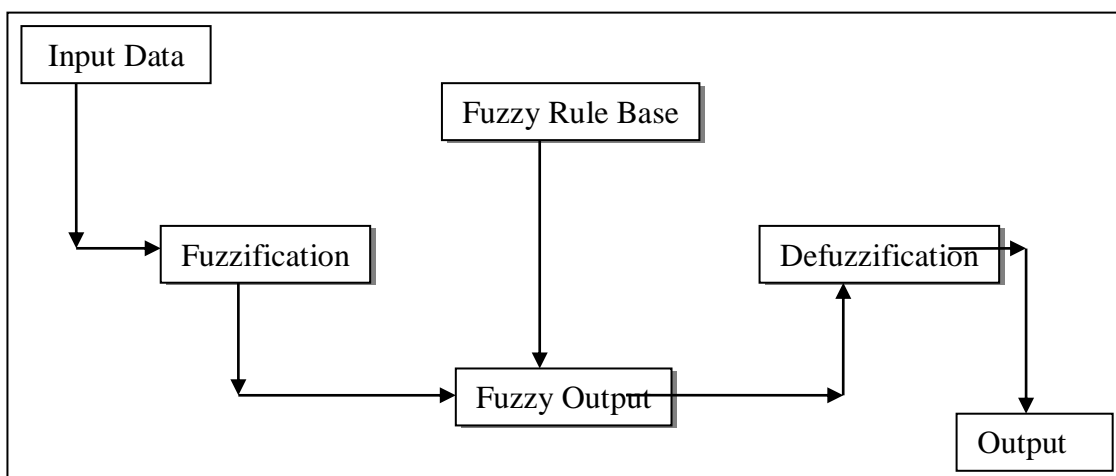 Input Data
Fuzzy Rule Base
Fuzzification
Defuzzification
Fuzzy Output
Output